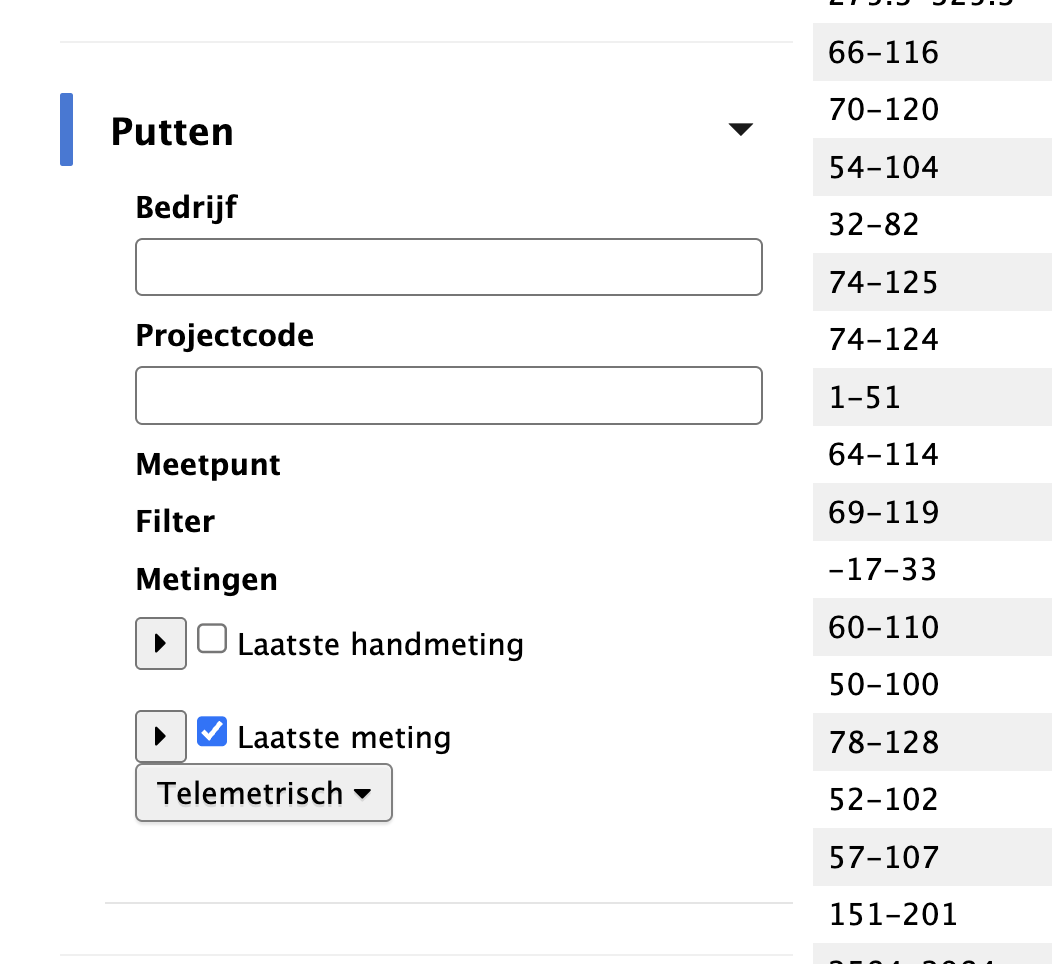 Putten
Bedrijf
Projectcode
Meetpunt
Filter
Metingen
Laatste handmeting
Laatste meting
Telemetrisch
66-116
70-120
54-104
32-82
74-125
74-124
1-51
64-114
69-119
-17-33
60-110
50-100
78-128
52-102
57-107
151-201